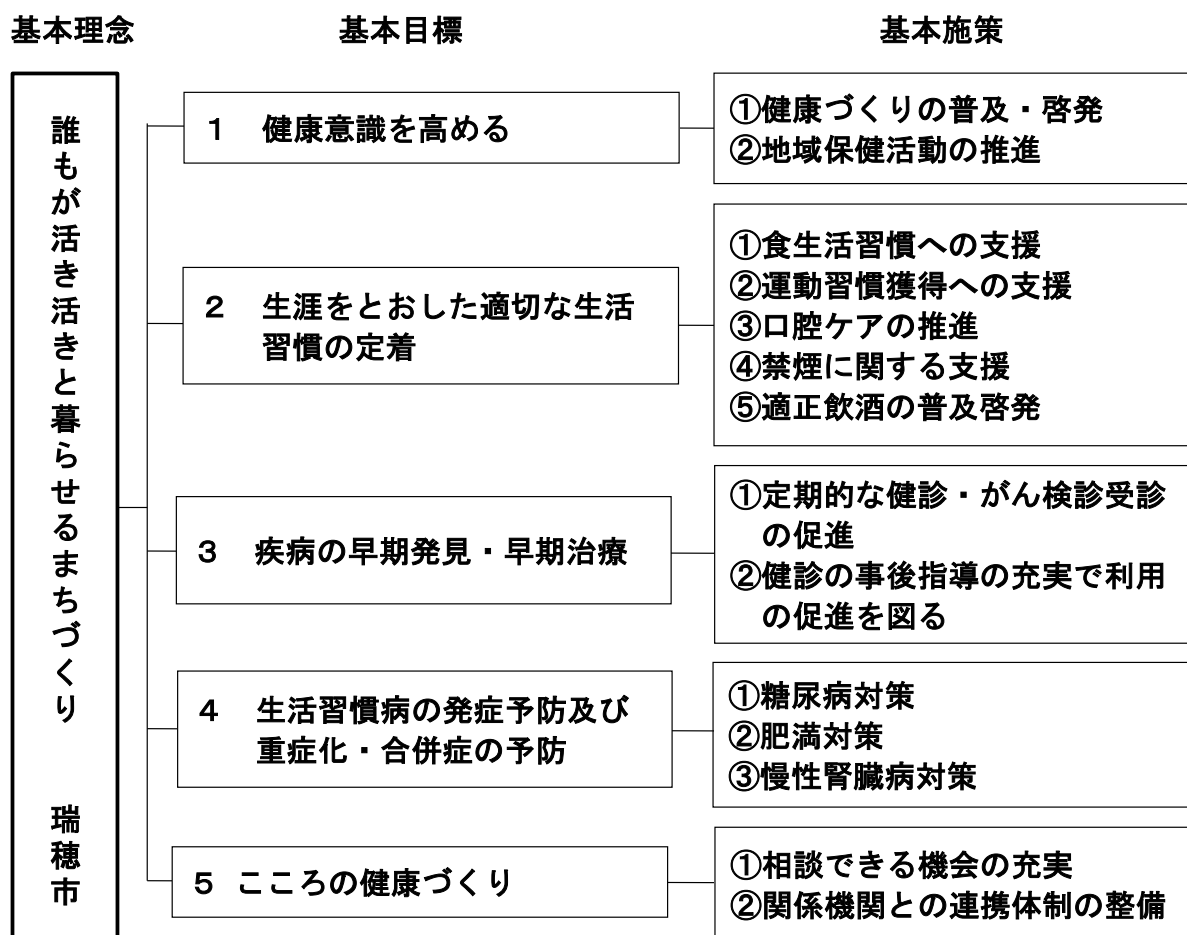 基本理念
基本目標
基本施策
誰もが活き活きと暮らせるまちづくり 瑞穂市
1 健康意識を高める
①健康づくりの普及・啓発
②地域保健活動の推進
2 生涯をとおした適切な生活
習慣の定着
①食生活習慣への支援
②運動習慣獲得への支援
③口腔ケアの推進
④禁煙に関する支援
⑤適正飲酒の普及啓発
3 疾病の早期発見・早期治療
①定期的な健診・がん検診受診
の促進
②健診の事後指導の充実で利用
の促進を図る
4 生活習慣病の発症予防及び
重症化・合併症の予防
①糖尿病対策
②肥満対策
③慢性腎臓病対策
5 こころの健康づくり
①相談できる機会の充実
②関係機関との連携体制の整備